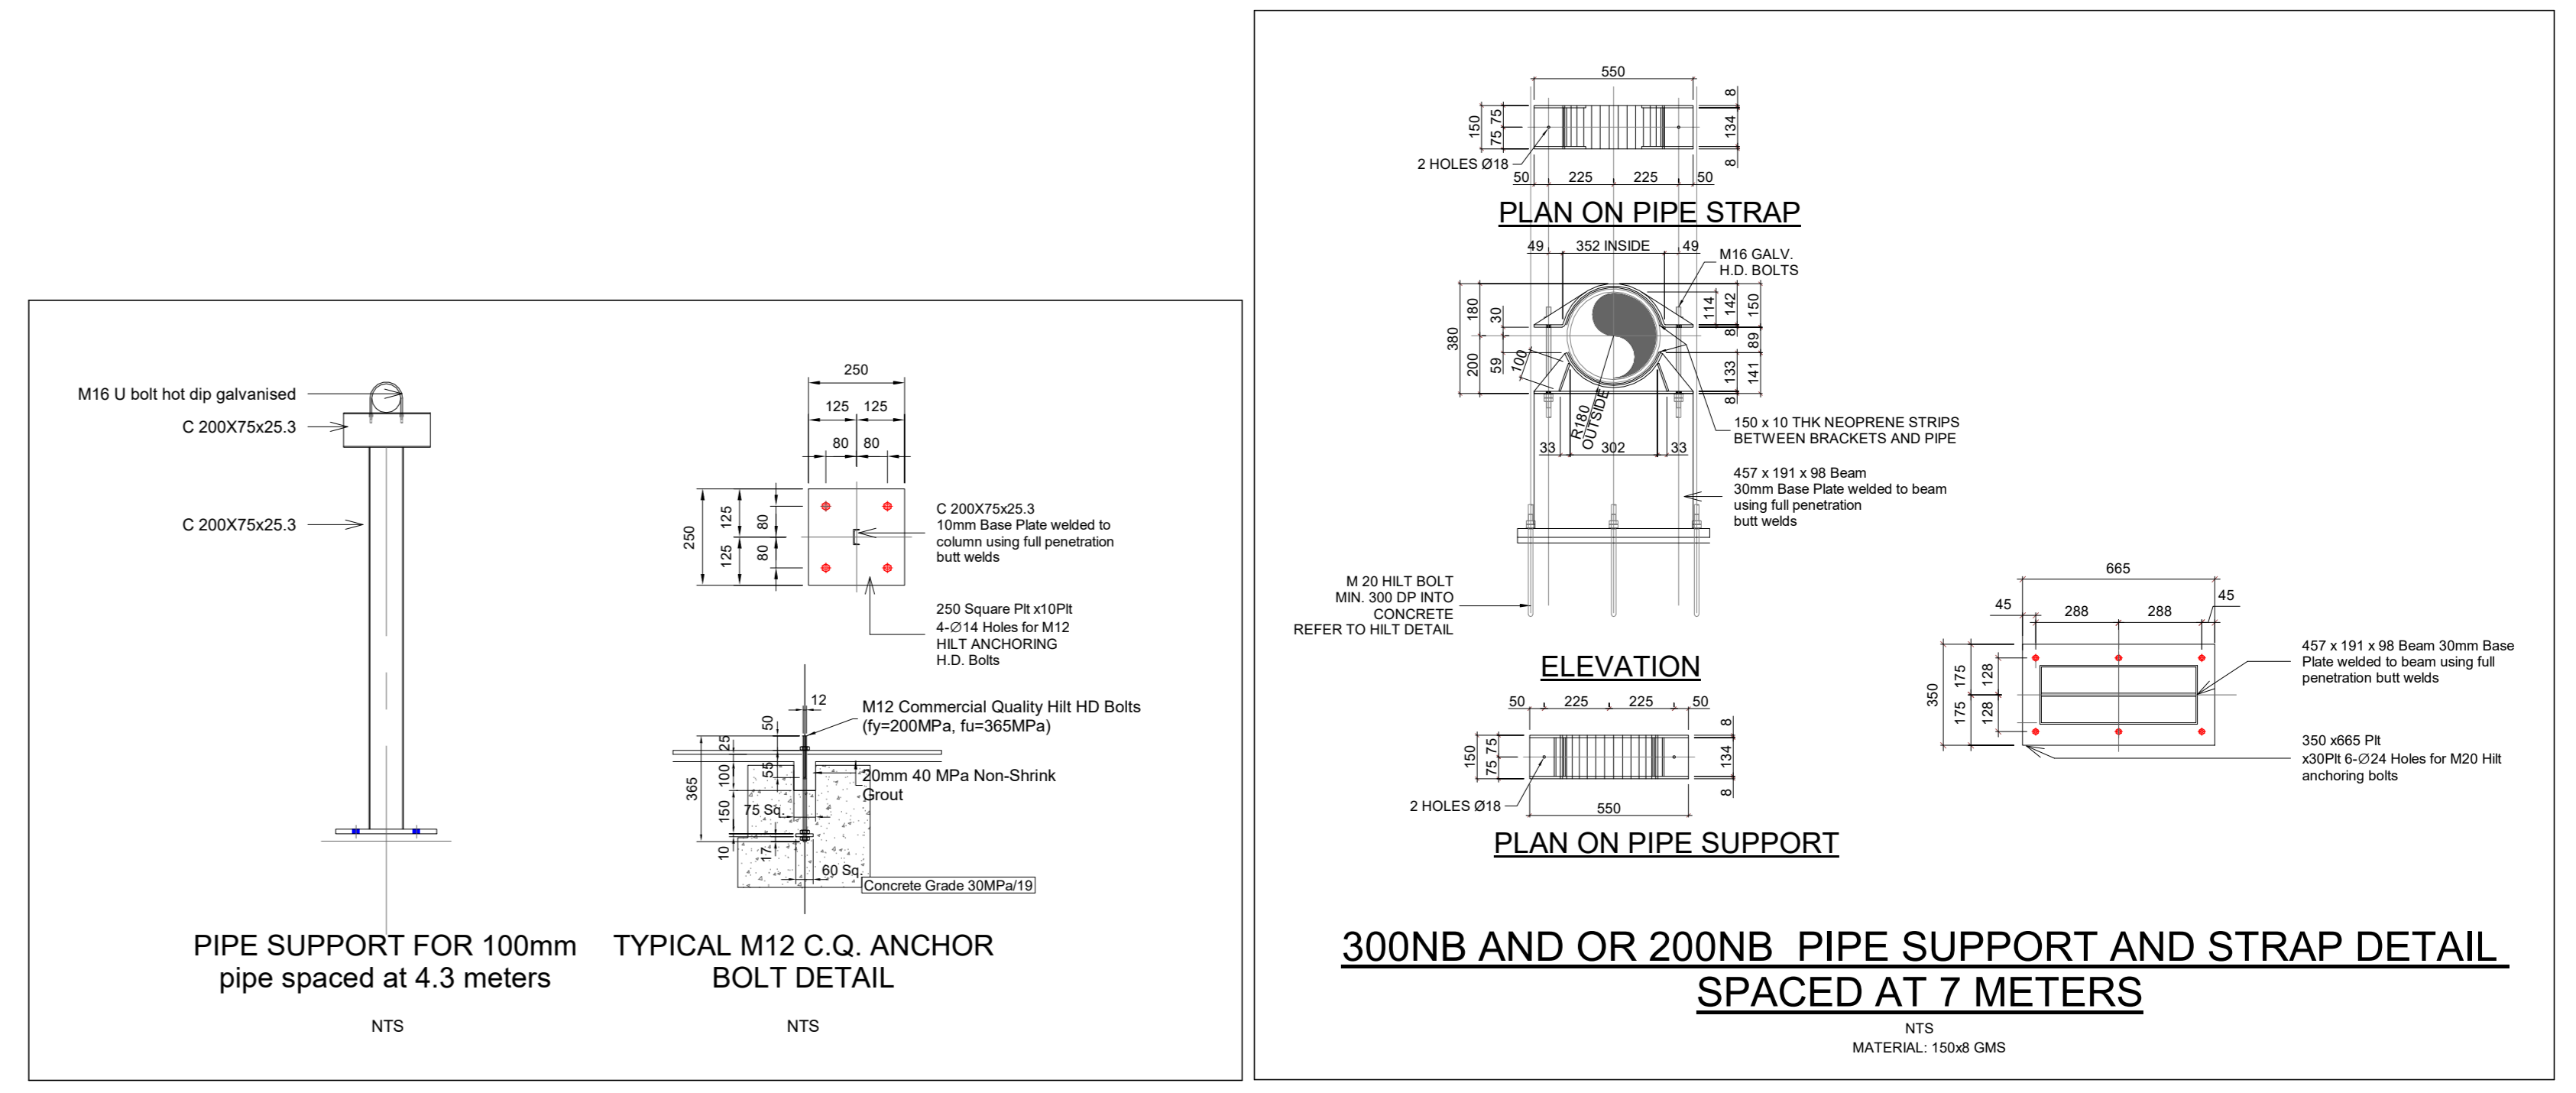 M16 U bolt hot dip galvanised
C 200X75x25.3
C 200X75x25.3
PIPE SUPPORT FOR 100mm
pipe spaced at 4.3 meters
NTS
250
125 125
80 80
250
125
125
80
80
C 200X75x25.3
10mm Base Plate welded to
column using full penetration
butt welds
250 Square Plt x10Plt
4-Ø14 Holes for M12
HILT ANCHORING
H.D. Bolts
12
M12 Commercial Quality Hilt HD Bolts
(fy=200MPa, fu=365MPa)
50
25
365
100
55
20mm 40 MPa Non-Shrink
Grout
150
75 Sq.
10
17
60 Sq.
Concrete Grade 30MPa/19
TYPICAL M12 C.Q. ANCHOR
BOLT DETAIL
NTS
550
150
75
75
8
134
8
2 HOLES Ø18
50 225 225 50
PLAN ON PIPE STRAP
49 352 INSIDE 49
M16 GALV.
H.D. BOLTS
380
180
200
30
59
100
114
142
150
8
89
133
141
8
R180
OUTSIDE
33 302 33
150 x 10 THK NEOPRENE STRIPS
BETWEEN BRACKETS AND PIPE
457 x 191 x 98 Beam
30mm Base Plate welded to beam
using full penetration
butt welds
M 20 HILT BOLT
MIN. 300 DP INTO
CONCRETE
REFER TO HILT DETAIL
ELEVATION
50 225 225 50
150
75
75
8
134
8
2 HOLES Ø18
550
PLAN ON PIPE SUPPORT
665
45
45
288 288
350
175
175
128
128
457 x 191 x 98 Beam 30mm Base
Plate welded to beam using full
penetration butt welds
350 x665 Plt
x30Plt 6-Ø24 Holes for M20 Hilt
anchoring bolts
300NB AND OR 200NB PIPE SUPPORT AND STRAP DETAIL
SPACED AT 7 METERS
NTS
MATERIAL: 150x8 GMS